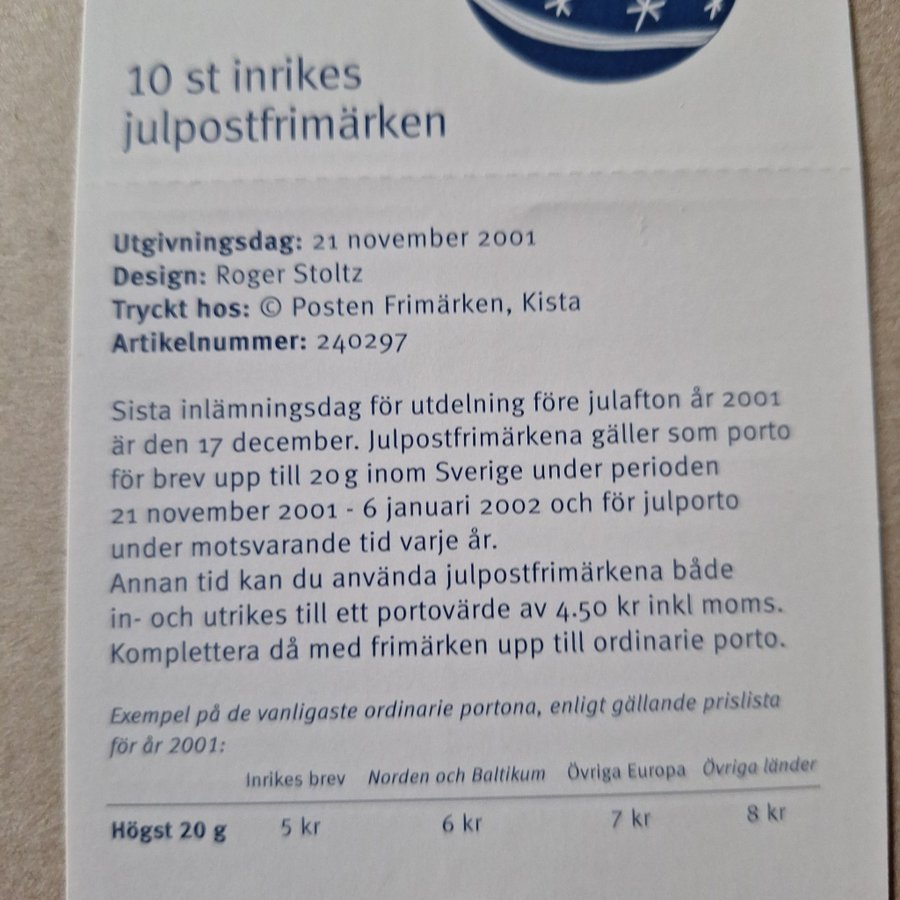 10 st inrikes
julpostfrimärken
Utgivningsdag: 21 november 2001
Design: Roger Stoltz
Tryckt hos: © Posten Frimärken, Kista
Artikelnummer: 240297
Sista inlämningsdag för utdelning före julafton år 2001
är den 17 december. Julpostfrimärkena gäller som porto
för brev upp till 20g inom Sverige under perioden
21 november 2001 - 6 januari 2002 och för julporto
under motsvarande tid varje år.
Annan tid kan du använda julpostfrimärkena både
in- och utrikes till ett portovärde av 4.50 kr inkl moms.
Komplettera då med frimärken upp till ordinarie porto.
Exempel på de vanligaste ordinarie portona, enligt gällande prislista
för år 2001:
Inrikes brev Norden och Baltikum Övriga Europa Övriga länder
Högst 20 g 5 kr 6 kr 7 kr 8 kr